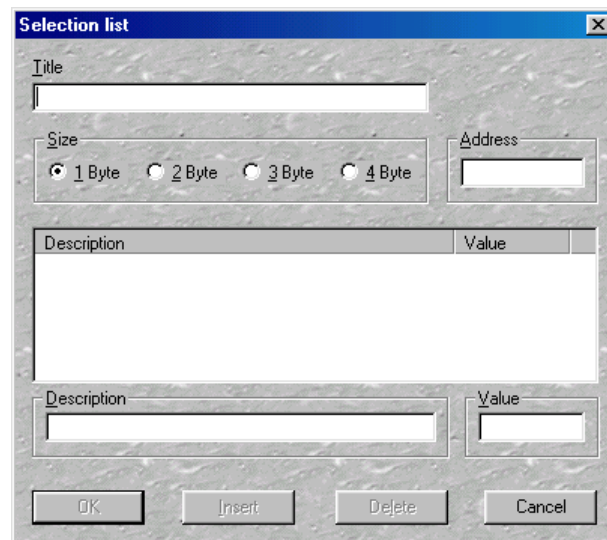 Selection list
Title
Size
Address
1 Byte 2 Byte 3 Byte 4 Byte
Description Value
Description Value
OK Insert Delete Cancel